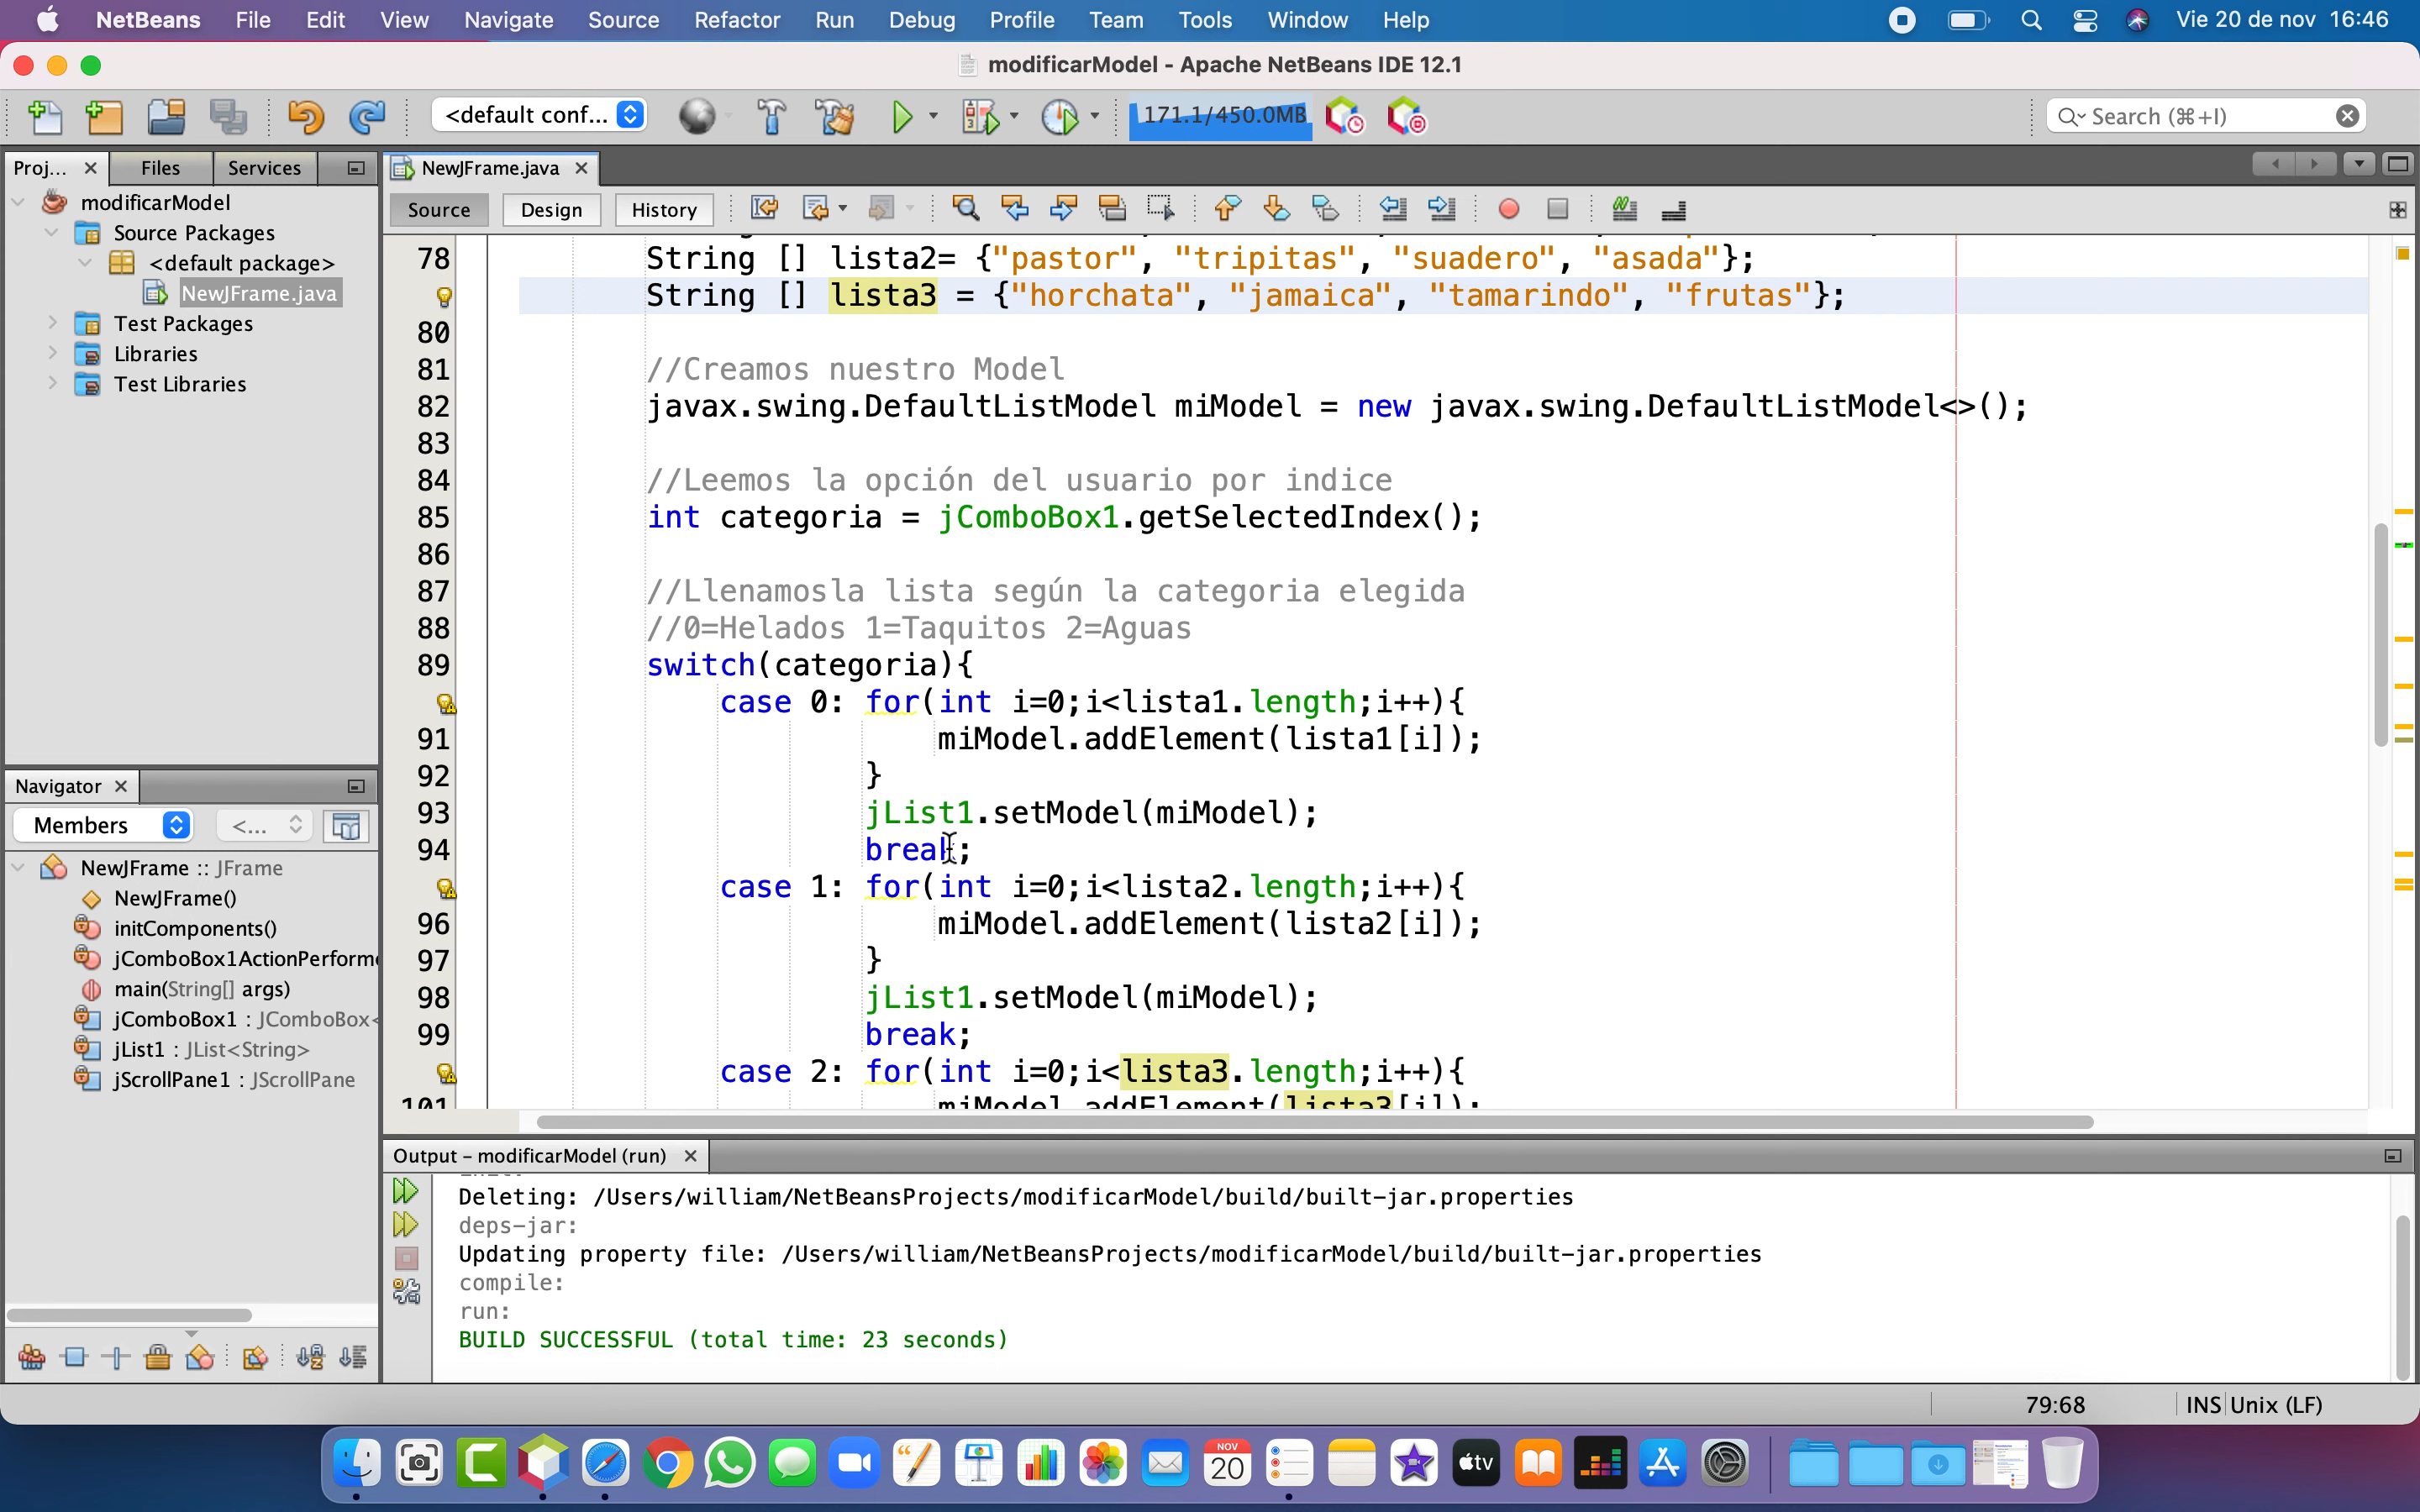 NetBeans File Edit View Navigate Source Refactor Run Debug Profile Team Tools Window Help Vie 20 de nov 16:46
modificarModel - Apache NetBeans IDE 12.1
<default conf... 171.1/450.0MB Search (⌘+I)
Proj... Files Services
modificarModel
Source Packages
<default package>
NewJFrame.java
Test Packages
Libraries
Test Libraries
Navigator
Members <...
NewJFrame :: JFrame
NewJFrame()
initComponents()
jComboBox1ActionPerforme
main(String[] args)
jComboBox1 : JComboBox<
jList1 : JList<String>
jScrollPane1 : JScrollPane
NewJFrame.java
Source Design History
78 String [] lista2= {"pastor", "tripitas", "suadero", "asada"};
String [] lista3 = {"horchata", "jamaica", "tamarindo", "frutas"};
80
81 //Creamos nuestro Model
82 javax.swing.DefaultListModel miModel = new javax.swing.DefaultListModel<>();
83
84 //Leemos la opción del usuario por indice
85 int categoria = jComboBox1.getSelectedIndex();
86
87 //Llenamosla lista según la categoria elegida
88 //0=Helados 1=Taquitos 2=Aguas
89 switch(categoria){
case 0: for(int i=0;i<lista1.length;i++){
91 miModel.addElement(lista1[i]);
92 }
93 jList1.setModel(miModel);
94 break;
case 1: for(int i=0;i<lista2.length;i++){
96 miModel.addElement(lista2[i]);
97 }
98 jList1.setModel(miModel);
99 break;
case 2: for(int i=0;i<lista3.length;i++){
101 miModel.addElement(lista3[i]);
Output - modificarModel (run)
Deleting: /Users/william/NetBeansProjects/modificarModel/build/built-jar.properties
deps-jar:
Updating property file: /Users/william/NetBeansProjects/modificarModel/build/built-jar.properties
compile:
run:
BUILD SUCCESSFUL (total time: 23 seconds)
79:68 INS Unix (LF)
NOV
20
tv